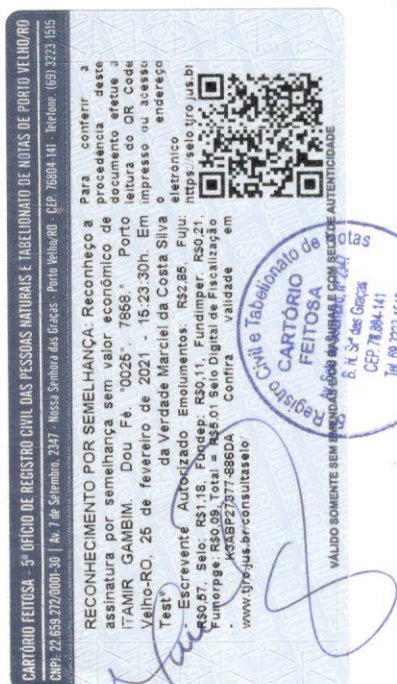 CARTÓRIO FEITOSA - 5º OFÍCIO DE REGISTRO CIVIL DAS PESSOAS NATURAIS E TABELIONATO DE NOTAS DE PORTO VELHO/RO
CNPJ: 22.659.272/0001-30 | Av. 7 de Setembro, 2347 - Nossa Senhora das Graças - Porto Velho/RO - CEP. 76804-141 - Telefone: (69) 3223 1515
RECONHECIMENTO POR SEMELHANÇA: Reconheço a
assinatura por semelhança sem valor econômico de
ITAMIR GAMBIM. Dou Fé. *0025ª 7868.ª Porto
Velho-RO, 25 de fevereiro de 2021 - 15:23:30h. Em
Testº da Verdade Marciel da Costa Silva
- Escrevente Autorizado Emolumentos: R$2,85, Fuju:
R$0,57, Selo: R$1,18, Fundep: R$0,11, Fundimper: R$0,21,
Fumorpge: R$0,09, Total = R$5,01 Selo Digital de Fiscalização
- K3ABP27977-886DA Confira validade em
www.tjro.jus.br/consultaselo/
Para conferir a
procedência deste
documento efetue a
leitura do QR Code
impresso ou acesso
o endereço
eletrônico
https://selo.tjro.jus.br
VÁLIDO SOMENTE SEM EMENDAS E/OU RASURAS E COM SELO DE AUTENTICIDADE
Registro Civil e Tabelionato de Notas
CARTÓRIO
FEITOSA
B. N. Sª das Graças
CEP. 78.804-141